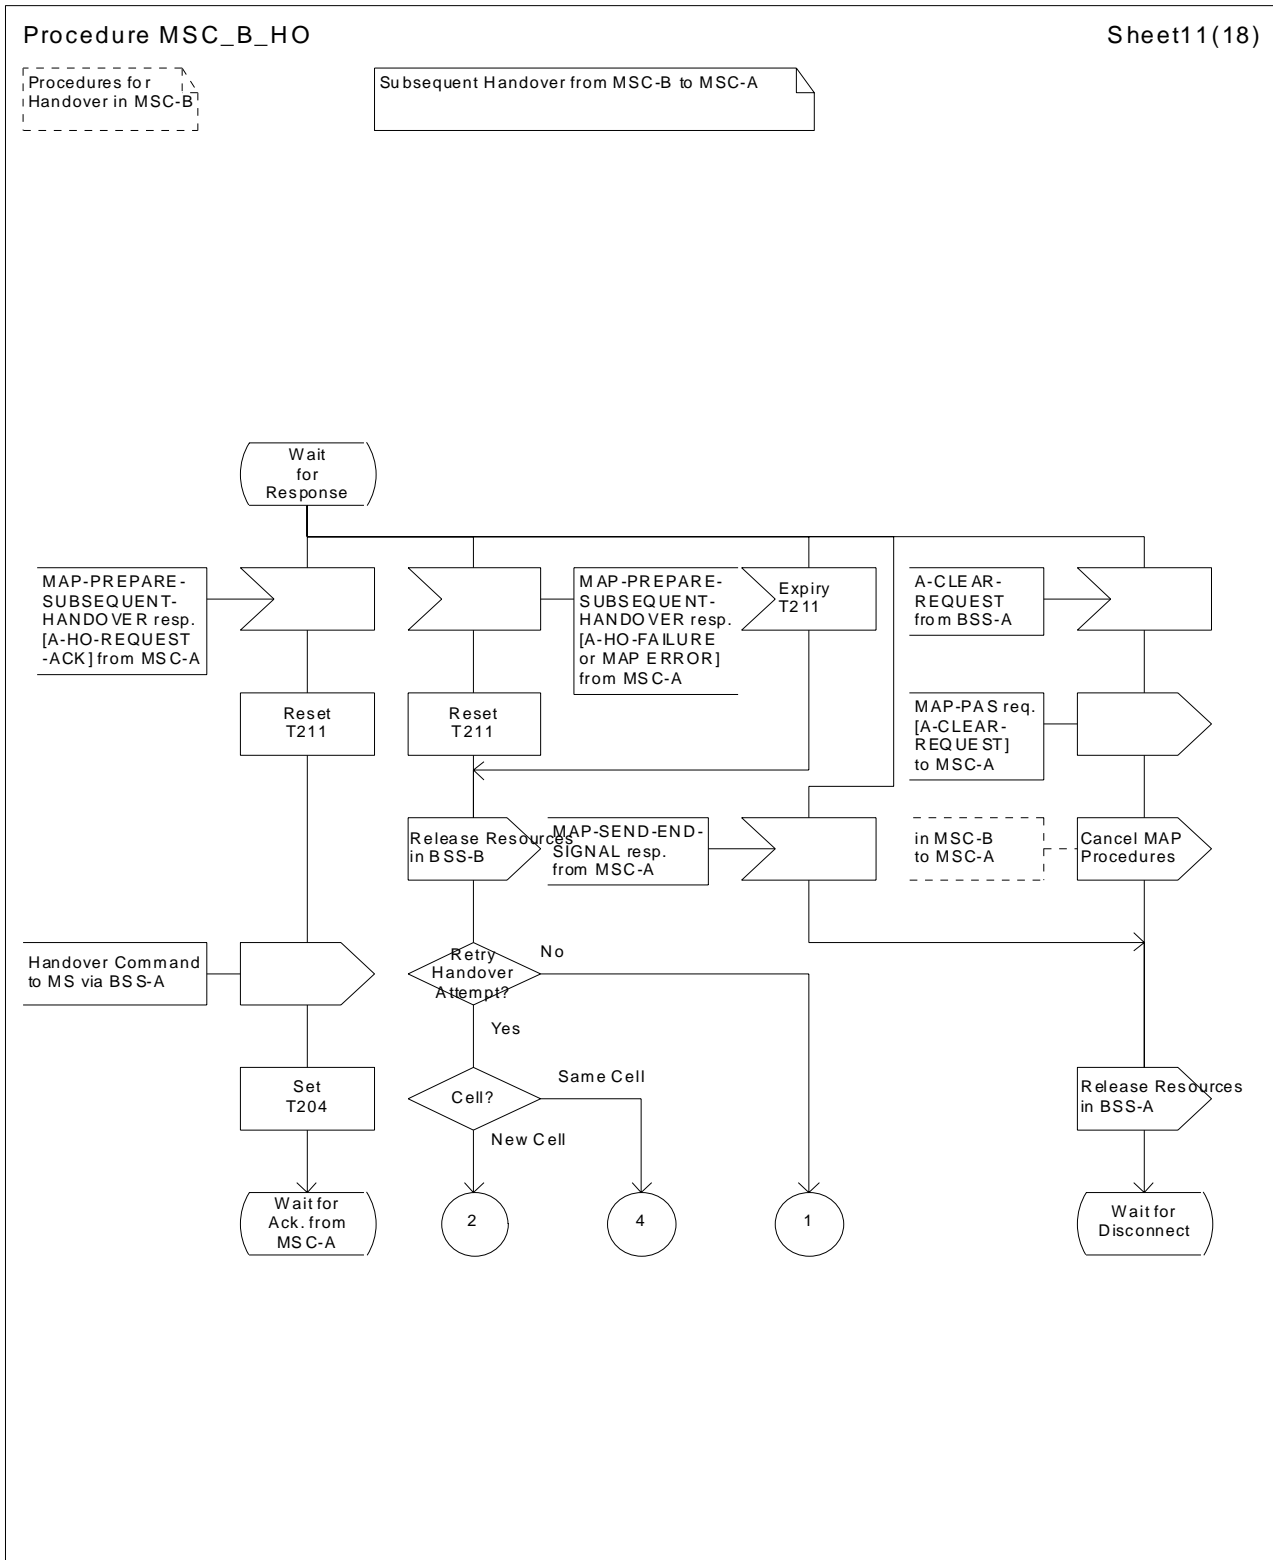 Procedure MSC_B_HO
Sheet11(18)
Procedures for
Handover in MSC-B
Subsequent Handover from MSC-B to MSC-A
Wait
for
Response
MAP-PREPARE-
SUBSEQUENT-
HANDOVER resp.
[A-HO-REQUEST
-ACK] from MSC-A
MAP-PREPARE-
SUBSEQUENT-
HANDOVER resp.
[A-HO-FAILURE
or MAP ERROR]
from MSC-A
Expiry
T211
A-CLEAR-
REQUEST
from BSS-A
Reset
T211
Reset
T211
MAP-PAS req.
[A-CLEAR-
REQUEST]
to MSC-A
Release Resources
in BSS-B
MAP-SEND-END-
SIGNAL resp.
from MSC-A
in MSC-B
to MSC-A
Cancel MAP
Procedures
Handover Command
to MS via BSS-A
Retry
Handover
Attempt?
No
Yes
Set
T204
Cell?
Same Cell
New Cell
Release Resources
in BSS-A
Wait for
Ack. from
MSC-A
2
4
1
Wait for
Disconnect